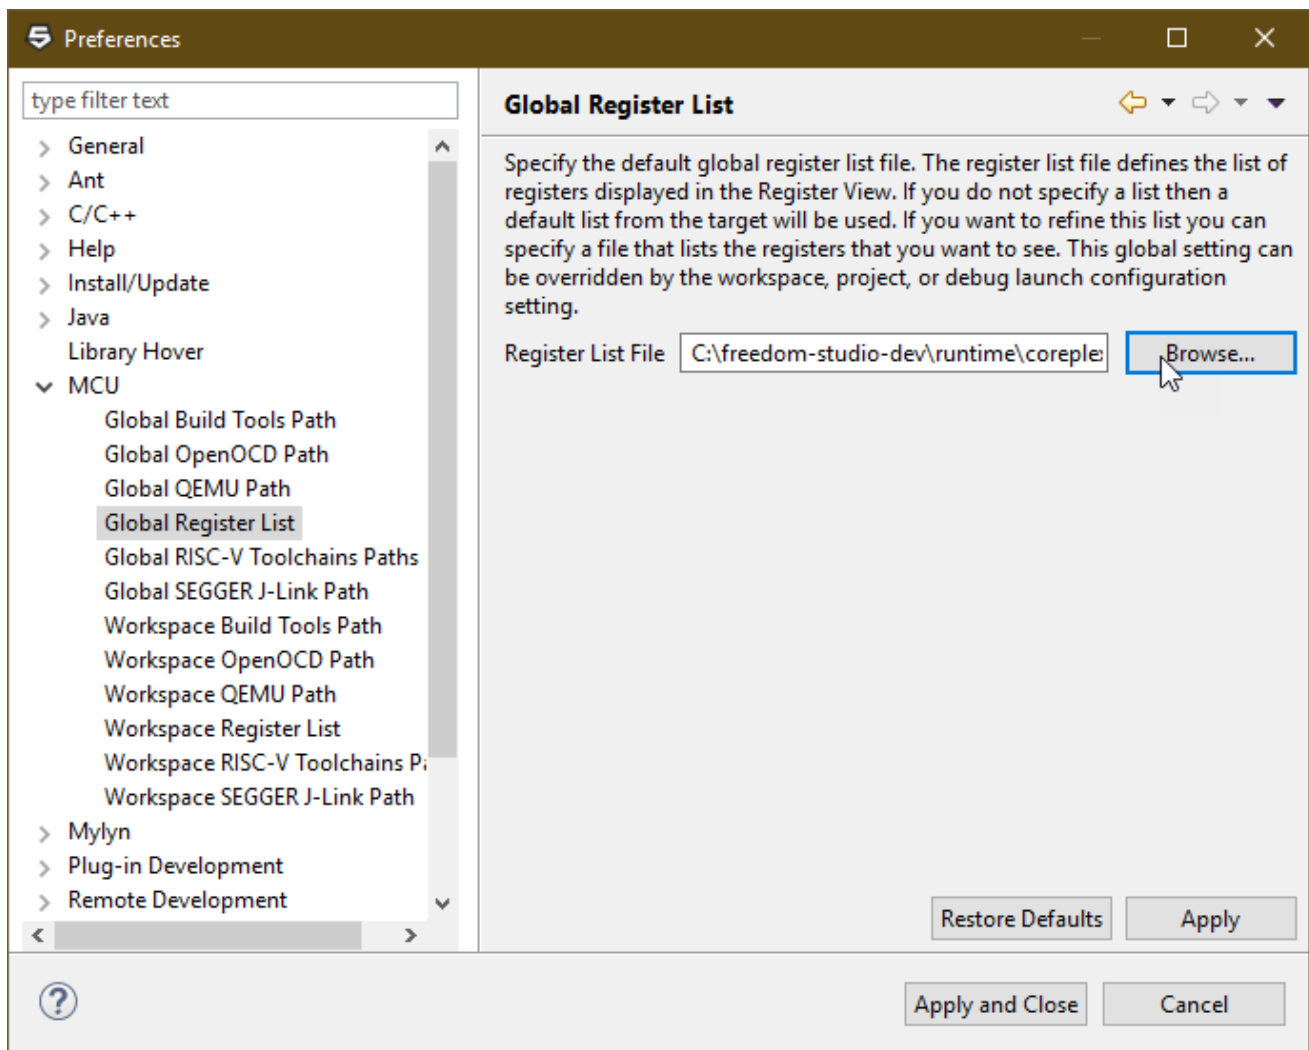 Preferences
type filter text
General
Ant
C/C++
Help
Install/Update
Java
Library Hover
MCU
Global Build Tools Path
Global OpenOCD Path
Global QEMU Path
Global Register List
Global RISC-V Toolchains Paths
Global SEGGER J-Link Path
Workspace Build Tools Path
Workspace OpenOCD Path
Workspace QEMU Path
Workspace Register List
Workspace RISC-V Toolchains
Workspace SEGGER J-Link Path
Mylyn
Plug-in Development
Remote Development
Global Register List
Specify the default global register list file. The register list file defines the list of
registers displayed in the Register View. If you do not specify a list then a
default list from the target will be used. If you want to refine this list you can
specify a file that lists the registers that you want to see. This global setting can
be overridden by the workspace, project, or debug launch configuration
setting.
Register List File C:\freedom-studio-dev\runtime\coreplex Browse...
Restore Defaults Apply
Apply and Close Cancel